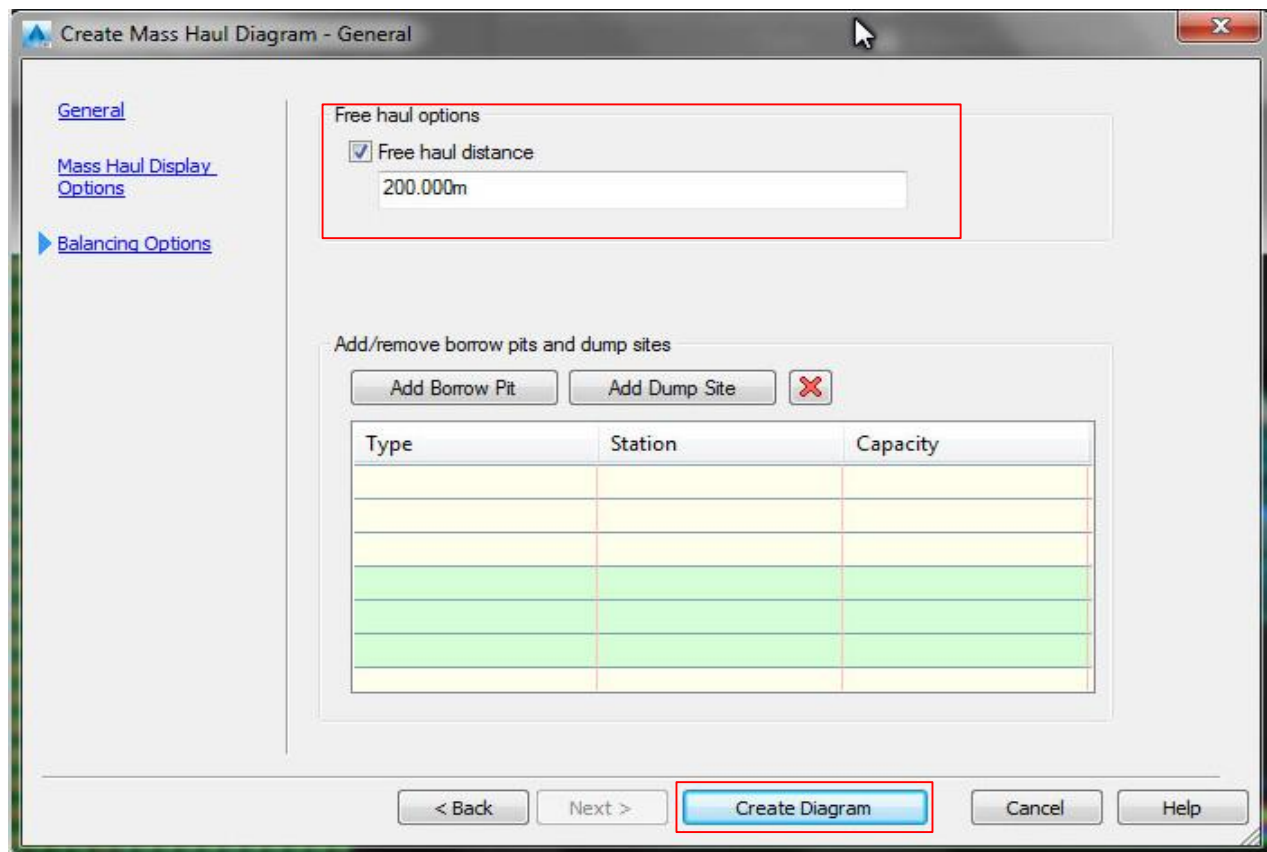 Create Mass Haul Diagram - General
General
Mass Haul Display
Options
Balancing Options
Free haul options
Free haul distance
200.000m
Add/remove borrow pits and dump sites
Add Borrow Pit Add Dump Site
Type Station Capacity
< Back Next > Create Diagram Cancel Help